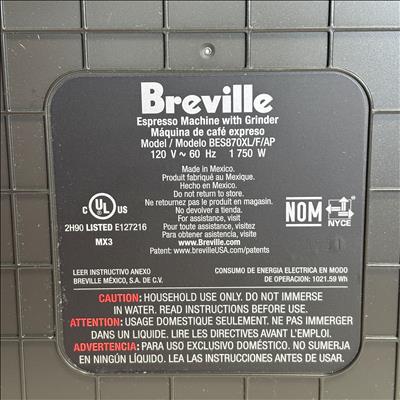 Breville
Espresso Machine with Grinder
Máquina de café expreso
Model / Modelo BES870XL/F/AP
120 V ~ 60 Hz 1 750 W
Made in Mexico.
Produit fabriqué au Mexique.
Hecho en Mexico.
Do not return to store.
Ne retournez pas le produit en magasin.
No devolver a tienda.
For assistance, visit
Pour toute assistance, visitez
Para obtener asistencia, visite
www.Breville.com
Patent: www.brevilleUSA.com/patents
C UL US
2H90 LISTED E127216
MX3
NOM NYCE
LEER INSTRUCTIVO ANEXO
BREVILLE MÉXICO, S.A. DE C.V.
CONSUMO DE ENERGIA ELECTRICA EN MODO
DE OPERACION: 1021.59 Wh
CAUTION: HOUSEHOLD USE ONLY. DO NOT IMMERSE
IN WATER. READ INSTRUCTIONS BEFORE USE.
ATTENTION: USAGE DOMESTIQUE SEULEMENT. NE PAS IMMERGER
DANS UN LIQUIDE. LIRE LES DIRECTIVES AVANT L'EMPLOI.
ADVERTENCIA: PARA USO EXCLUSIVO DOMÉSTICO. NO SUMERJA
EN NINGÚN LÍQUIDO. LEA LAS INSTRUCCIONES ANTES DE USAR.